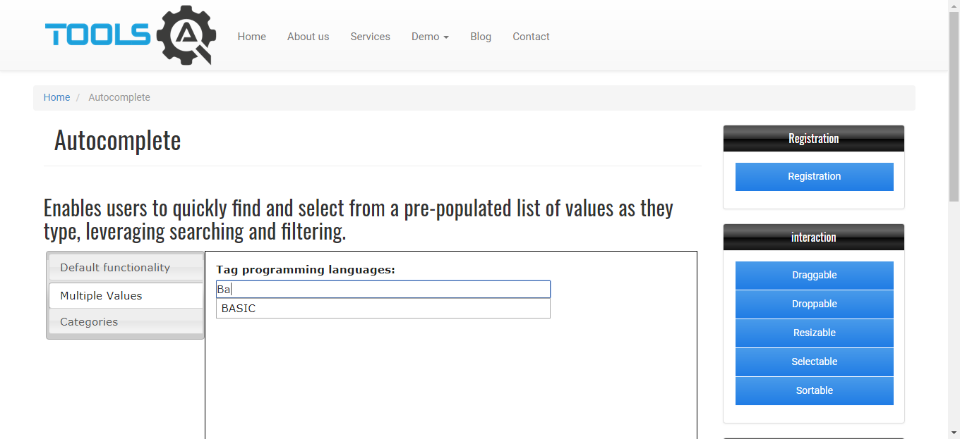 TOOLS QA
Home About us Services Demo Blog Contact
Home / Autocomplete
Autocomplete
Enables users to quickly find and select from a pre-populated list of values as they
type, leveraging searching and filtering.
Default functionality
Multiple Values
Categories
Tag programming languages:
Ba
BASIC
Registration
Registration
interaction
Draggable
Droppable
Resizable
Selectable
Sortable